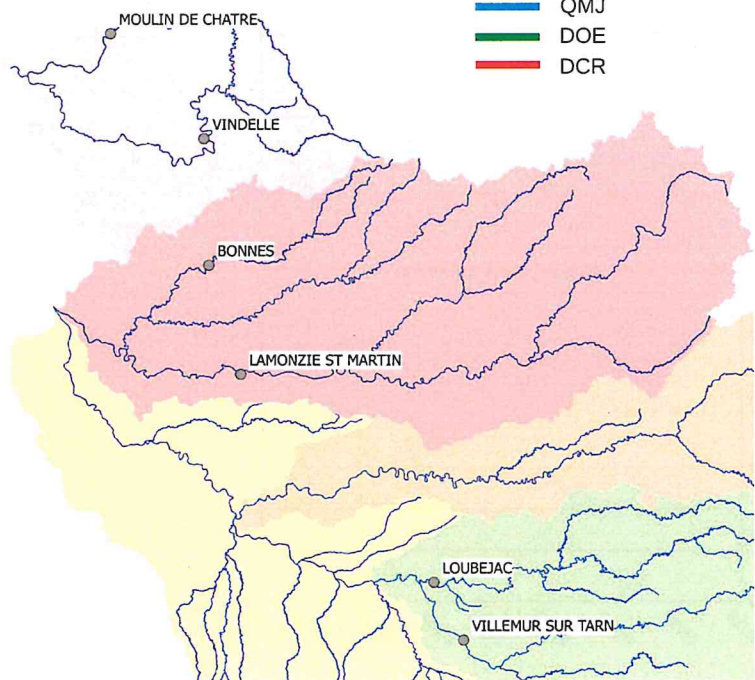 QMJ
DOE
DCR
MOULIN DE CHATRE
VINDELLE
BONNES
LAMONZIE ST MARTIN
LOUBEJAC
VILLEMUR SUR TARN